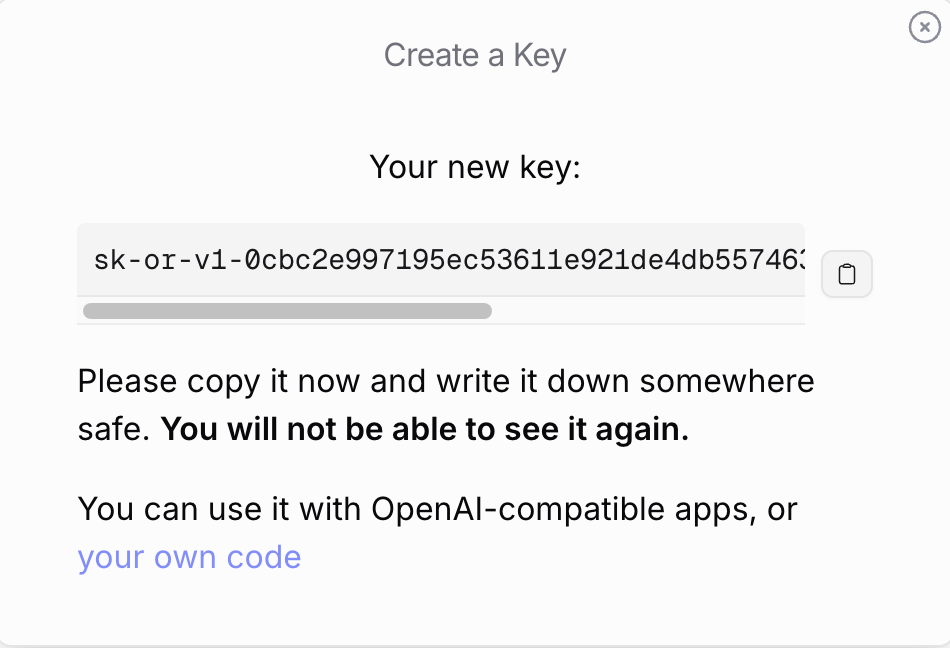 Create a Key
Your new key:
sk-or-v1-0cbc2e997195ec53611e921de4db557463
Please copy it now and write it down somewhere
safe. You will not be able to see it again.
You can use it with OpenAI-compatible apps, or
your own code